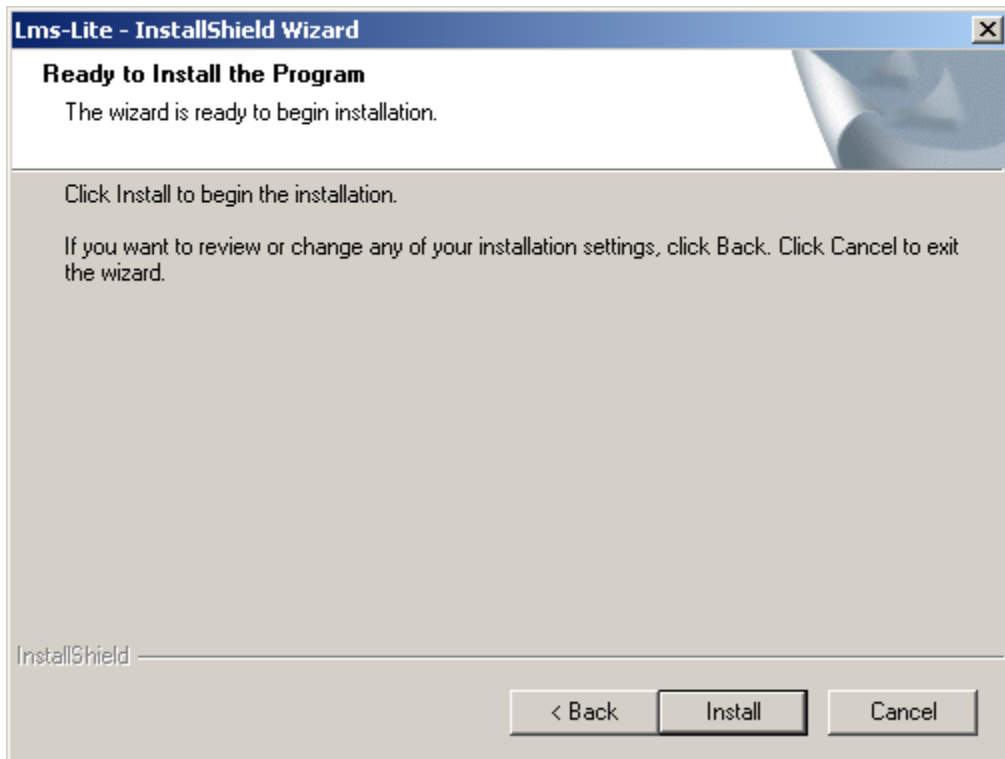 Lms-Lite - InstallShield Wizard
Ready to Install the Program
The wizard is ready to begin installation.
Click Install to begin the installation.
If you want to review or change any of your installation settings, click Back. Click Cancel to exit
the wizard.
InstallShield
< Back Install Cancel